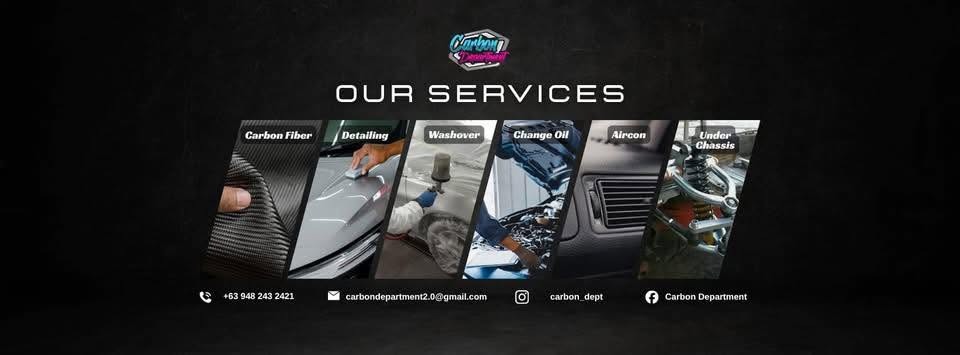 Carbon
Department
OUR SERVICES
Carbon Fiber
Detailing
Washover
Change Oil
Aircon
Under
Chassis
+63 948 243 2421
carbondepartment2.0@gmail.com
carbon_dept
Carbon Department